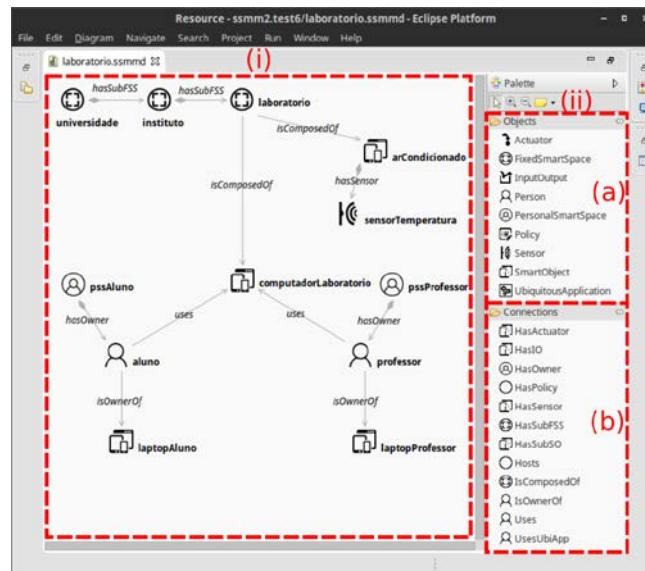 Resource - ssmm2.test6/laboratorio.ssmmd - Eclipse Platform
File Edit Diagram Navigate Search Project Run Window Help
laboratorio.ssmmd
(i)
hasSubFSS hasSubFSS
universidade instituto laboratorio
isComposedOf
arCondicionado
isComposedOf
hasSensor
sensorTemperatura
pssAluno computadorLaboratorio pssProfessor
hasOwner uses uses hasOwner
aluno professor
isOwnerOf isOwnerOf
laptopAluno laptopProfessor
Palette
(ii)
Objects
(a)
Actuator
FixedSmartSpace
InputOutput
Person
PersonalSmartSpace
Policy
Sensor
SmartObject
UbiquitousApplication
Connections
(b)
HasActuator
HasIO
HasOwner
HasPolicy
HasSensor
HasSubFSS
HasSubSO
Hosts
IsComposedOf
IsOwnerOf
Uses
UsesUbiApp